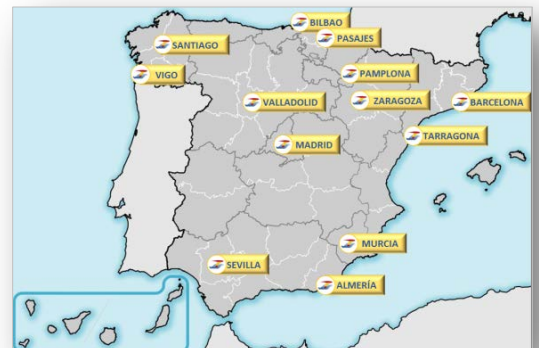 BILBAO
PASAJES
SANTIAGO
VIGO
PAMPLONA
VALLADOLID
ZARAGOZA
BARCELONA
TARRAGONA
MADRID
MURCIA
SEVILLA
ALMERÍA